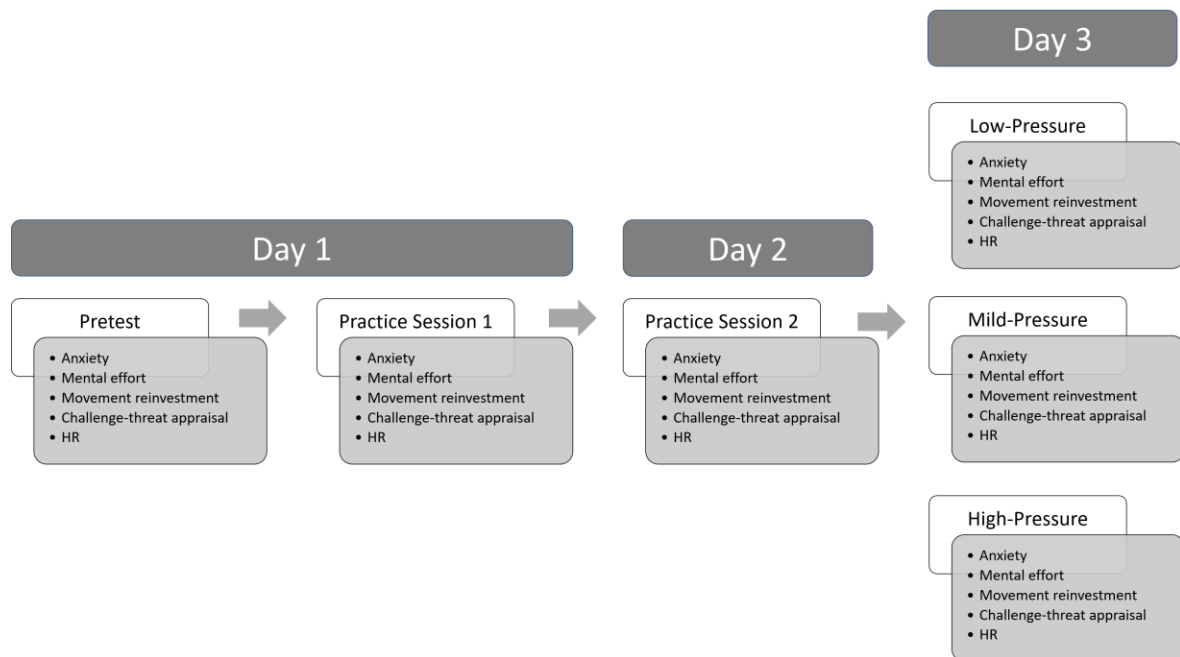 Day 1
Pretest
• Anxiety
• Mental effort
• Movement reinvestment
• Challenge-threat appraisal
• HR
Practice Session 1
• Anxiety
• Mental effort
• Movement reinvestment
• Challenge-threat appraisal
• HR
Day 2
Practice Session 2
• Anxiety
• Mental effort
• Movement reinvestment
• Challenge-threat appraisal
• HR
Day 3
Low-Pressure
• Anxiety
• Mental effort
• Movement reinvestment
• Challenge-threat appraisal
• HR
Mild-Pressure
• Anxiety
• Mental effort
• Movement reinvestment
• Challenge-threat appraisal
• HR
High-Pressure
• Anxiety
• Mental effort
• Movement reinvestment
• Challenge-threat appraisal
• HR